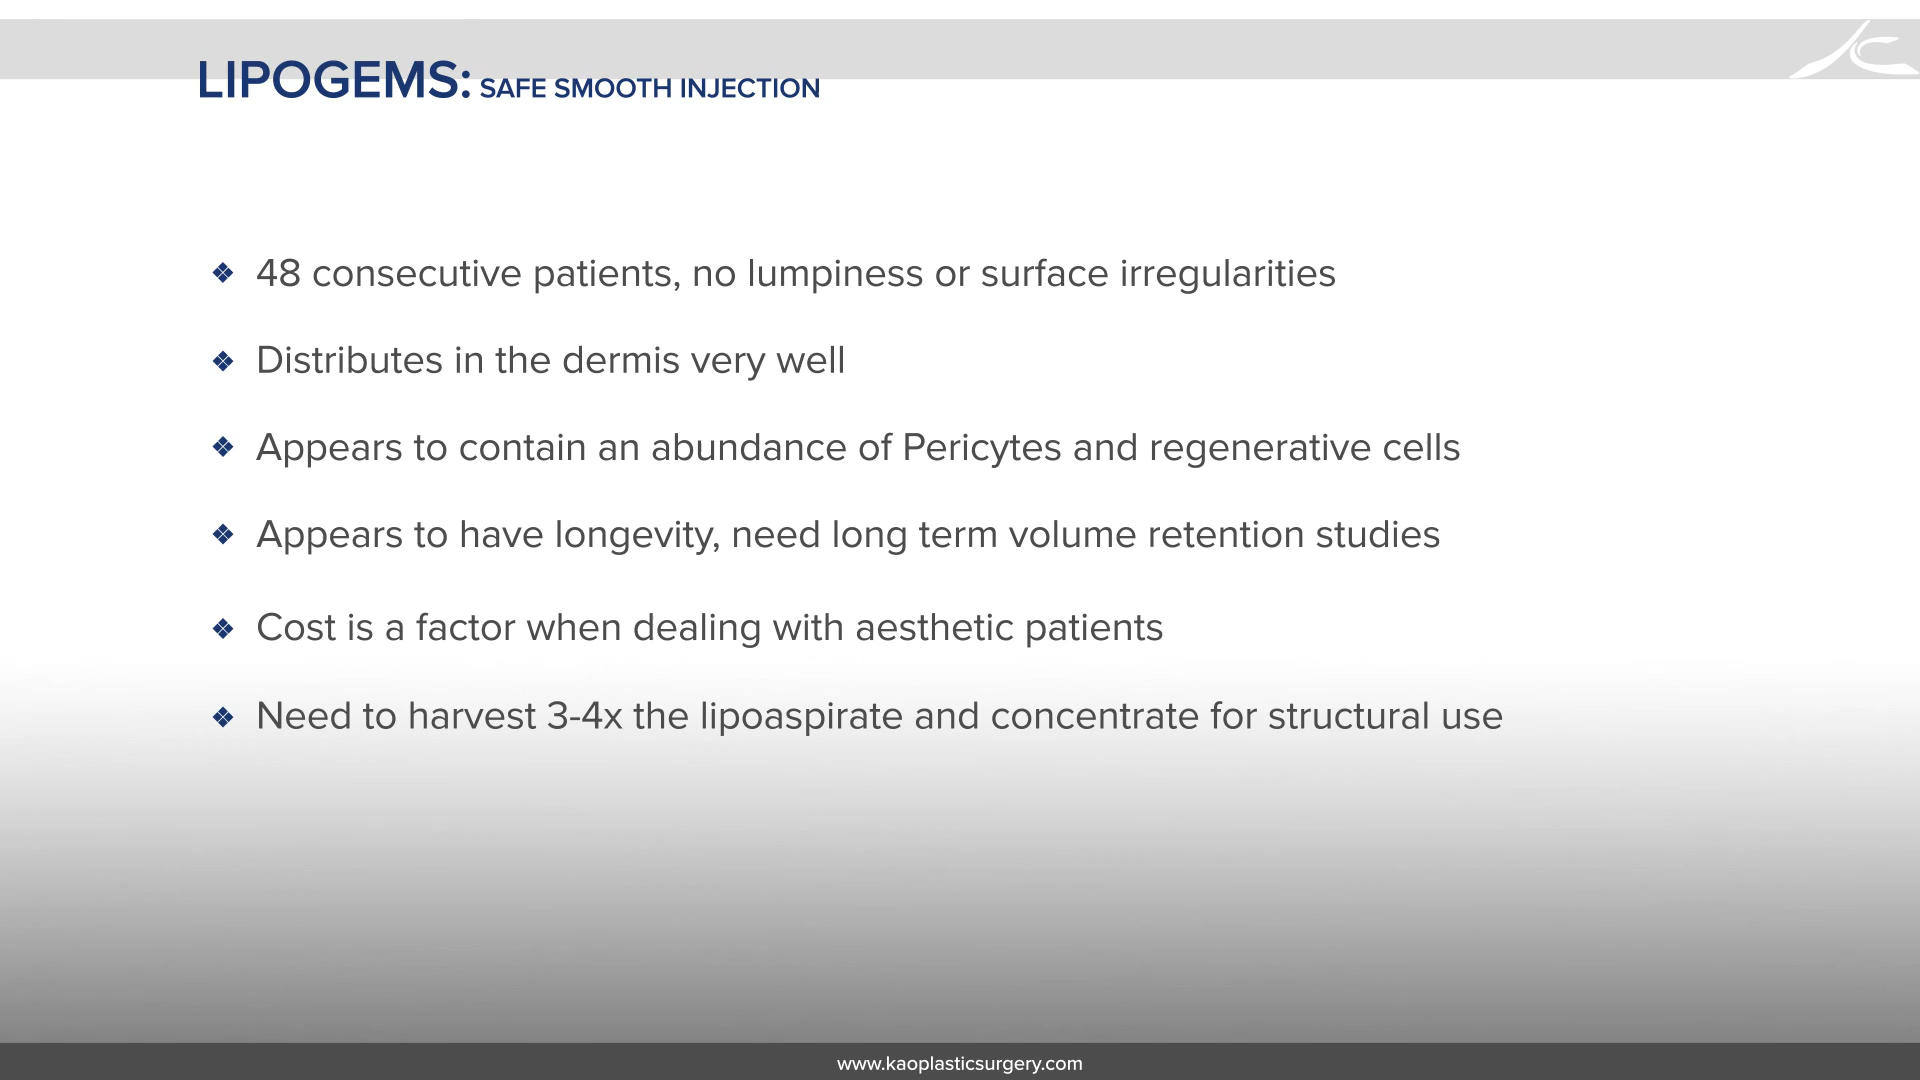 LIPOGEMS: SAFE SMOOTH INJECTION
❖ 48 consecutive patients, no lumpiness or surface irregularities
❖ Distributes in the dermis very well
❖ Appears to contain an abundance of Pericytes and regenerative cells
❖ Appears to have longevity, need long term volume retention studies
❖ Cost is a factor when dealing with aesthetic patients
❖ Need to harvest 3-4x the lipoaspirate and concentrate for structural use
www.kaoplasticsurgery.com